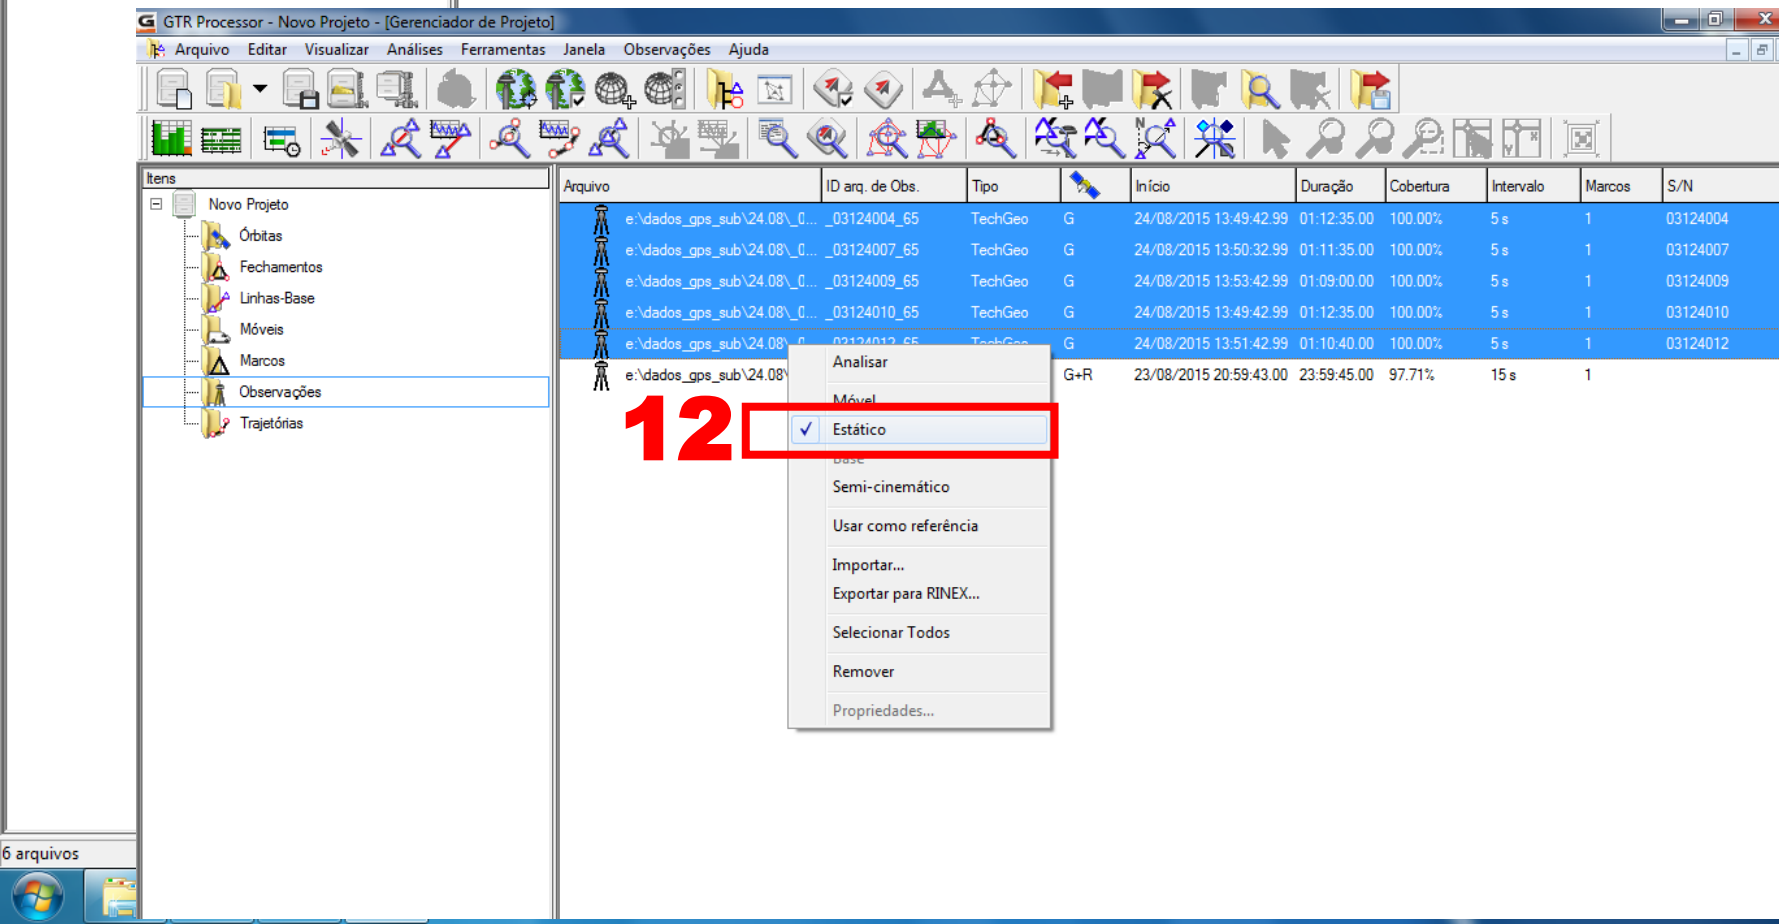 GTR Processor - Novo Projeto - [Gerenciador de Projeto]
Arquivo Editar Visualizar Análises Ferramentas Janela Observações Ajuda
Itens
Novo Projeto
Órbitas
Fechamentos
Linhas-Base
Móveis
Marcos
Observações
Trajetórias
Arquivo ID arq. de Obs. Tipo Início Duração Cobertura Intervalo Marcos S/N
e:\dados_gps_sub\24.08\_0... _03124004_65 TechGeo G 24/08/2015 13:49:42.99 01:12:35.00 100.00% 5 s 1 03124004
e:\dados_gps_sub\24.08\_0... _03124007_65 TechGeo G 24/08/2015 13:50:32.99 01:11:35.00 100.00% 5 s 1 03124007
e:\dados_gps_sub\24.08\_0... _03124009_65 TechGeo G 24/08/2015 13:53:42.99 01:09:00.00 100.00% 5 s 1 03124009
e:\dados_gps_sub\24.08\_0... _03124010_65 TechGeo G 24/08/2015 13:49:42.99 01:12:35.00 100.00% 5 s 1 03124010
e:\dados_gps_sub\24.08\_0... _03124012_65 TechGeo G 24/08/2015 13:51:42.99 01:10:40.00 100.00% 5 s 1 03124012
e:\dados_gps_sub\24.08\ G+R 23/08/2015 20:59:43.00 23:59:45.00 97.71% 15 s 1
Analisar
Móvel
12
Estático
Base
Semi-cinemático
Usar como referência
Importar...
Exportar para RINEX...
Selecionar Todos
Remover
Propriedades...
6 arquivos